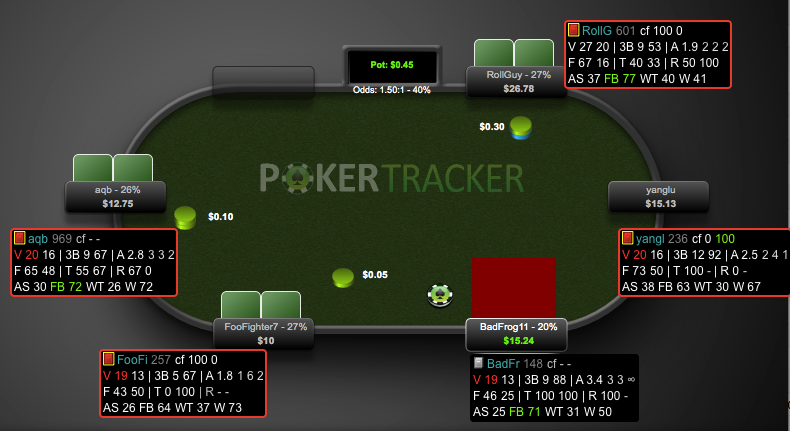 RollG 601 cf 100 0
V 27 20 | 3B 9 53 | A 1.9 2 2 2
F 67 16 | T 40 33 | R 50 100
AS 37 FB 77 WT 40 W 41
Pot: $0.45
Odds: 1.50:1 - 40%
RollGuy - 27%
$26.78
$0.30
POKERTRACKER
aqb - 26%
$12.75
yanglu
$15.13
$0.10
aqb 969 cf - -
V 20 16 | 3B 9 67 | A 2.8 3 3 2
F 65 48 | T 55 67 | R 67 0
AS 30 FB 72 WT 26 W 72
yangl 236 cf 0 100
V 20 16 | 3B 12 92 | A 2.5 2 4 1
F 73 50 | T 100 - | R 0 -
AS 38 FB 63 WT 30 W 67
$0.05
FooFighter7 - 27%
$10
BadFrog11 - 20%
$15.24
FooFi 257 cf 100 0
V 19 13 | 3B 5 67 | A 1.8 1 6 2
F 43 50 | T 0 100 | R - -
AS 26 FB 64 WT 37 W 73
BadFr 148 cf - -
V 19 13 | 3B 9 88 | A 3.4 3 3 ∞
F 46 25 | T 100 100 | R 100 -
AS 25 FB 71 WT 31 W 50